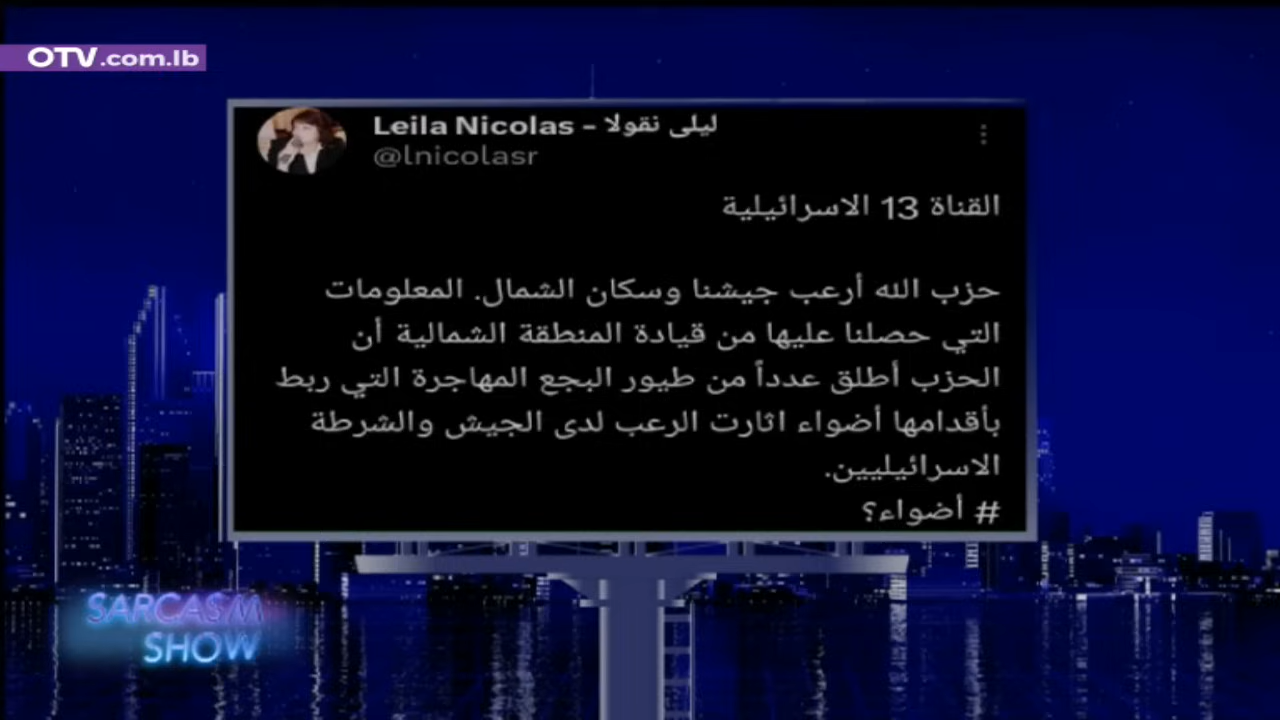 OTV.com.lb
Leila Nicolas – ليلى نقولا
@lnicolasr
القناة 13 الاسرائيلية
حزب الله أرعب جيشنا وسكان الشمال. المعلومات
التي حصلنا عليها من قيادة المنطقة الشمالية أن
الحزب أطلق عدداً من طيور البجع المهاجرة التي ربط
بأقدامها أضواء اثارت الرعب لدى الجيش والشرطة
الاسرائيليين.
# أضواء؟
SARCASM
SHOW